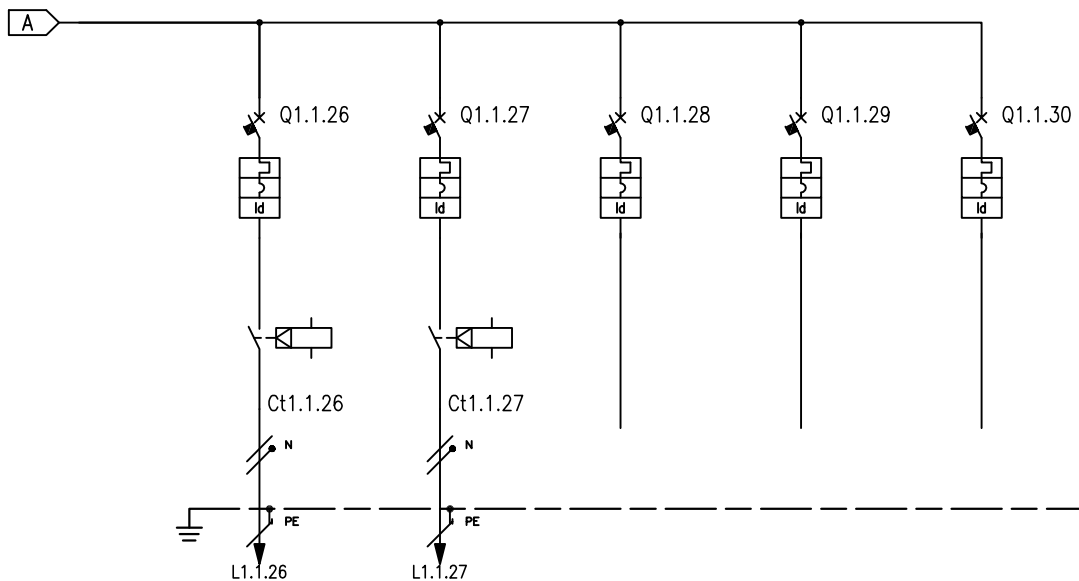 A
Q1.1.26
Q1.1.27
Q1.1.28
Q1.1.29
Q1.1.30
Id
Id
Id
Id
Id
Ct1.1.26
Ct1.1.27
N
N
PE
PE
L1.1.26
L1.1.27